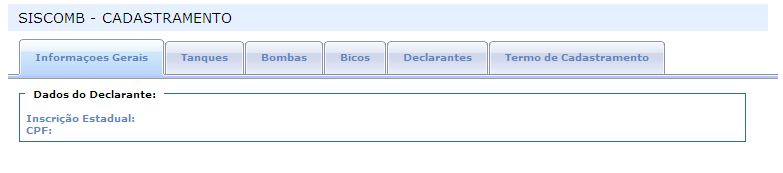 SISCOMB - CADASTRAMENTO
Informaçoes Gerais Tanques Bombas Bicos Declarantes Termo de Cadastramento
Dados do Declarante:
Inscrição Estadual:
CPF: